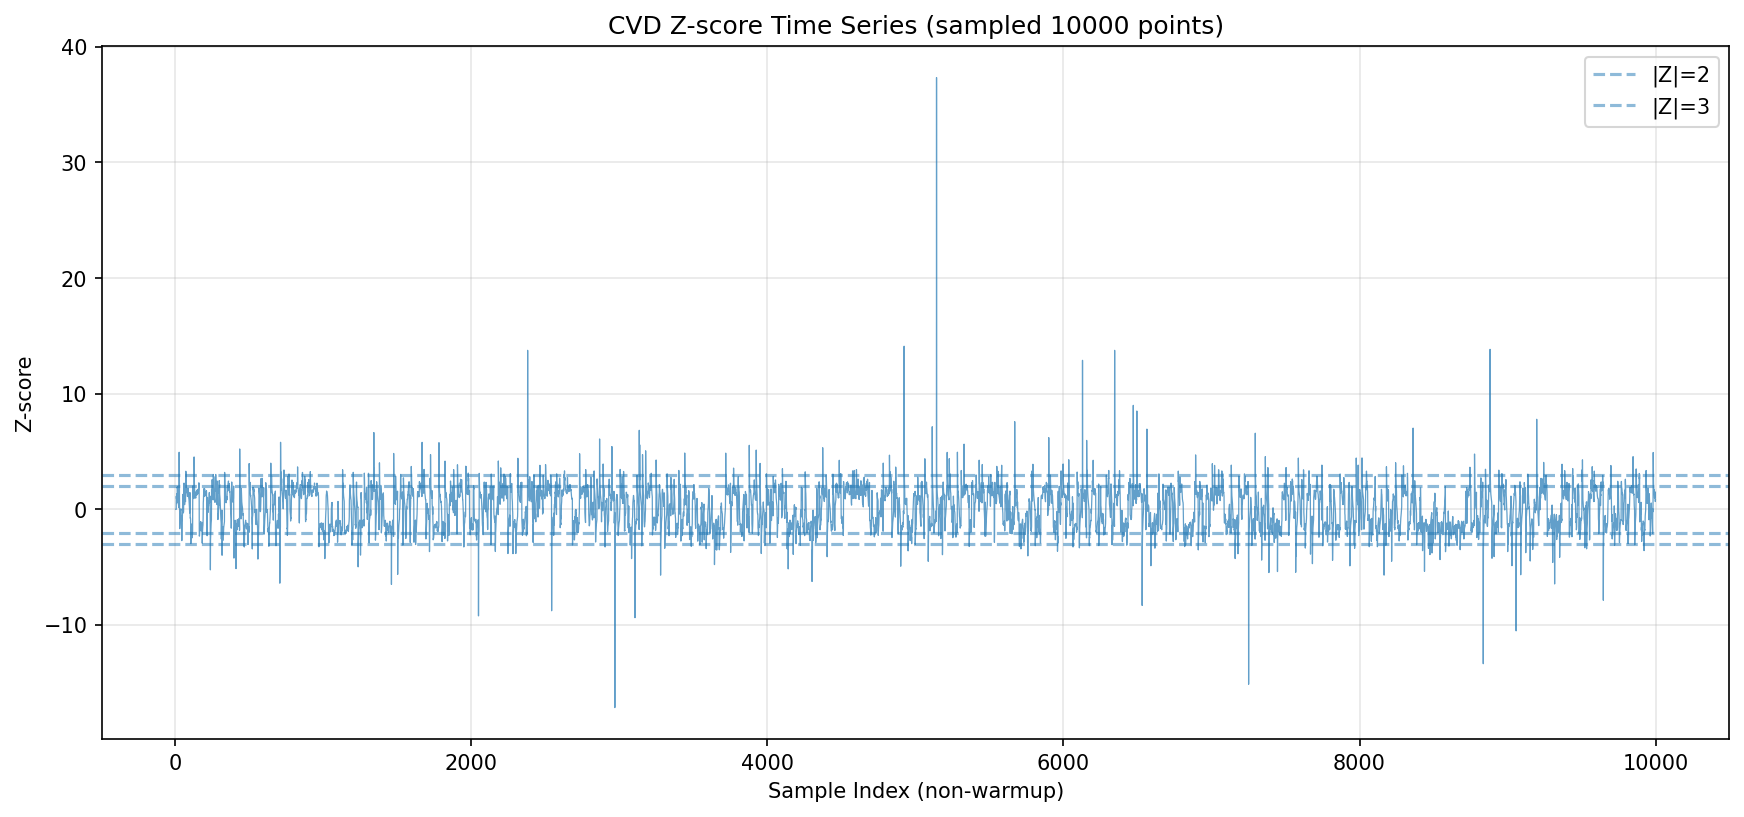 CVD Z-score Time Series (sampled 10000 points)
|Z|=2
|Z|=3
40
30
20
10
0
−10
Z-score
0
2000
4000
6000
8000
10000
Sample Index (non-warmup)